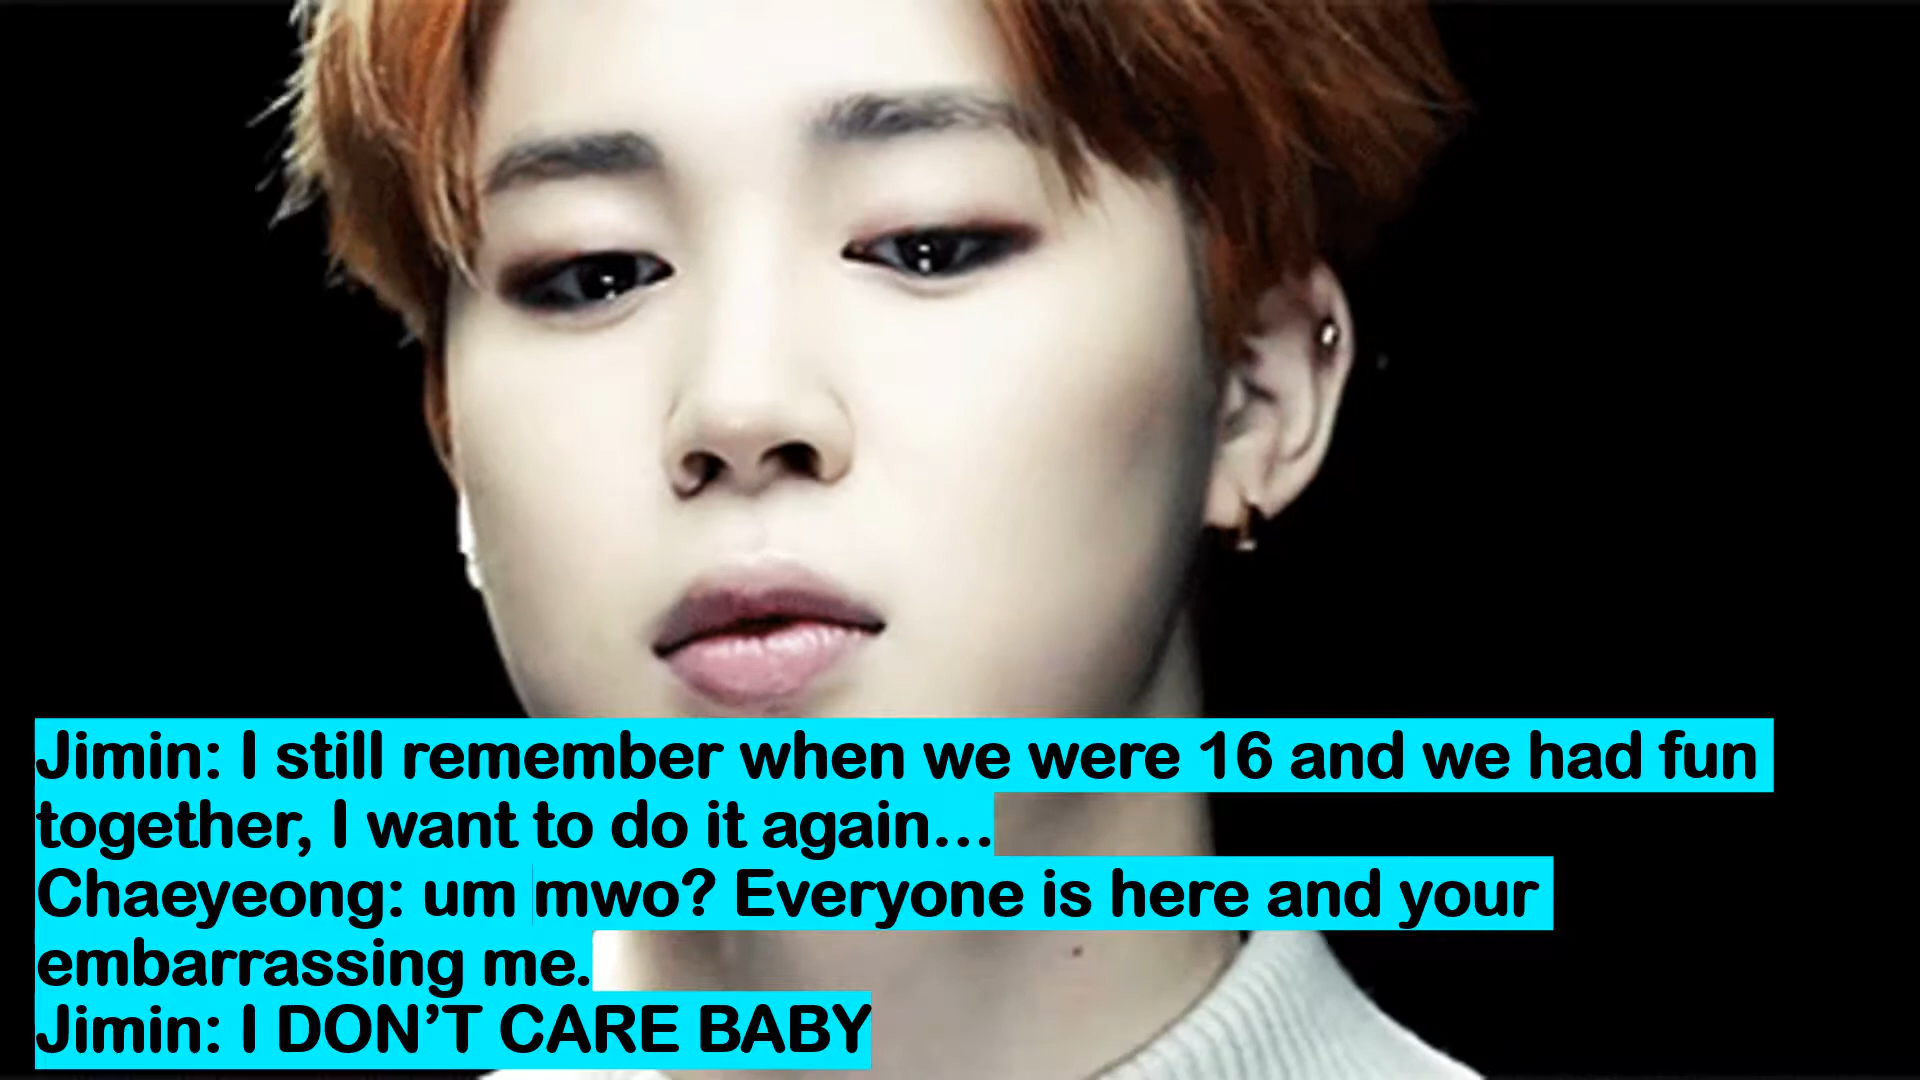 Jimin: I still remember when we were 16 and we had fun
together, I want to do it again...
Chaeyeong: um mwo? Everyone is here and your
embarrassing me.
Jimin: I DON’T CARE BABY